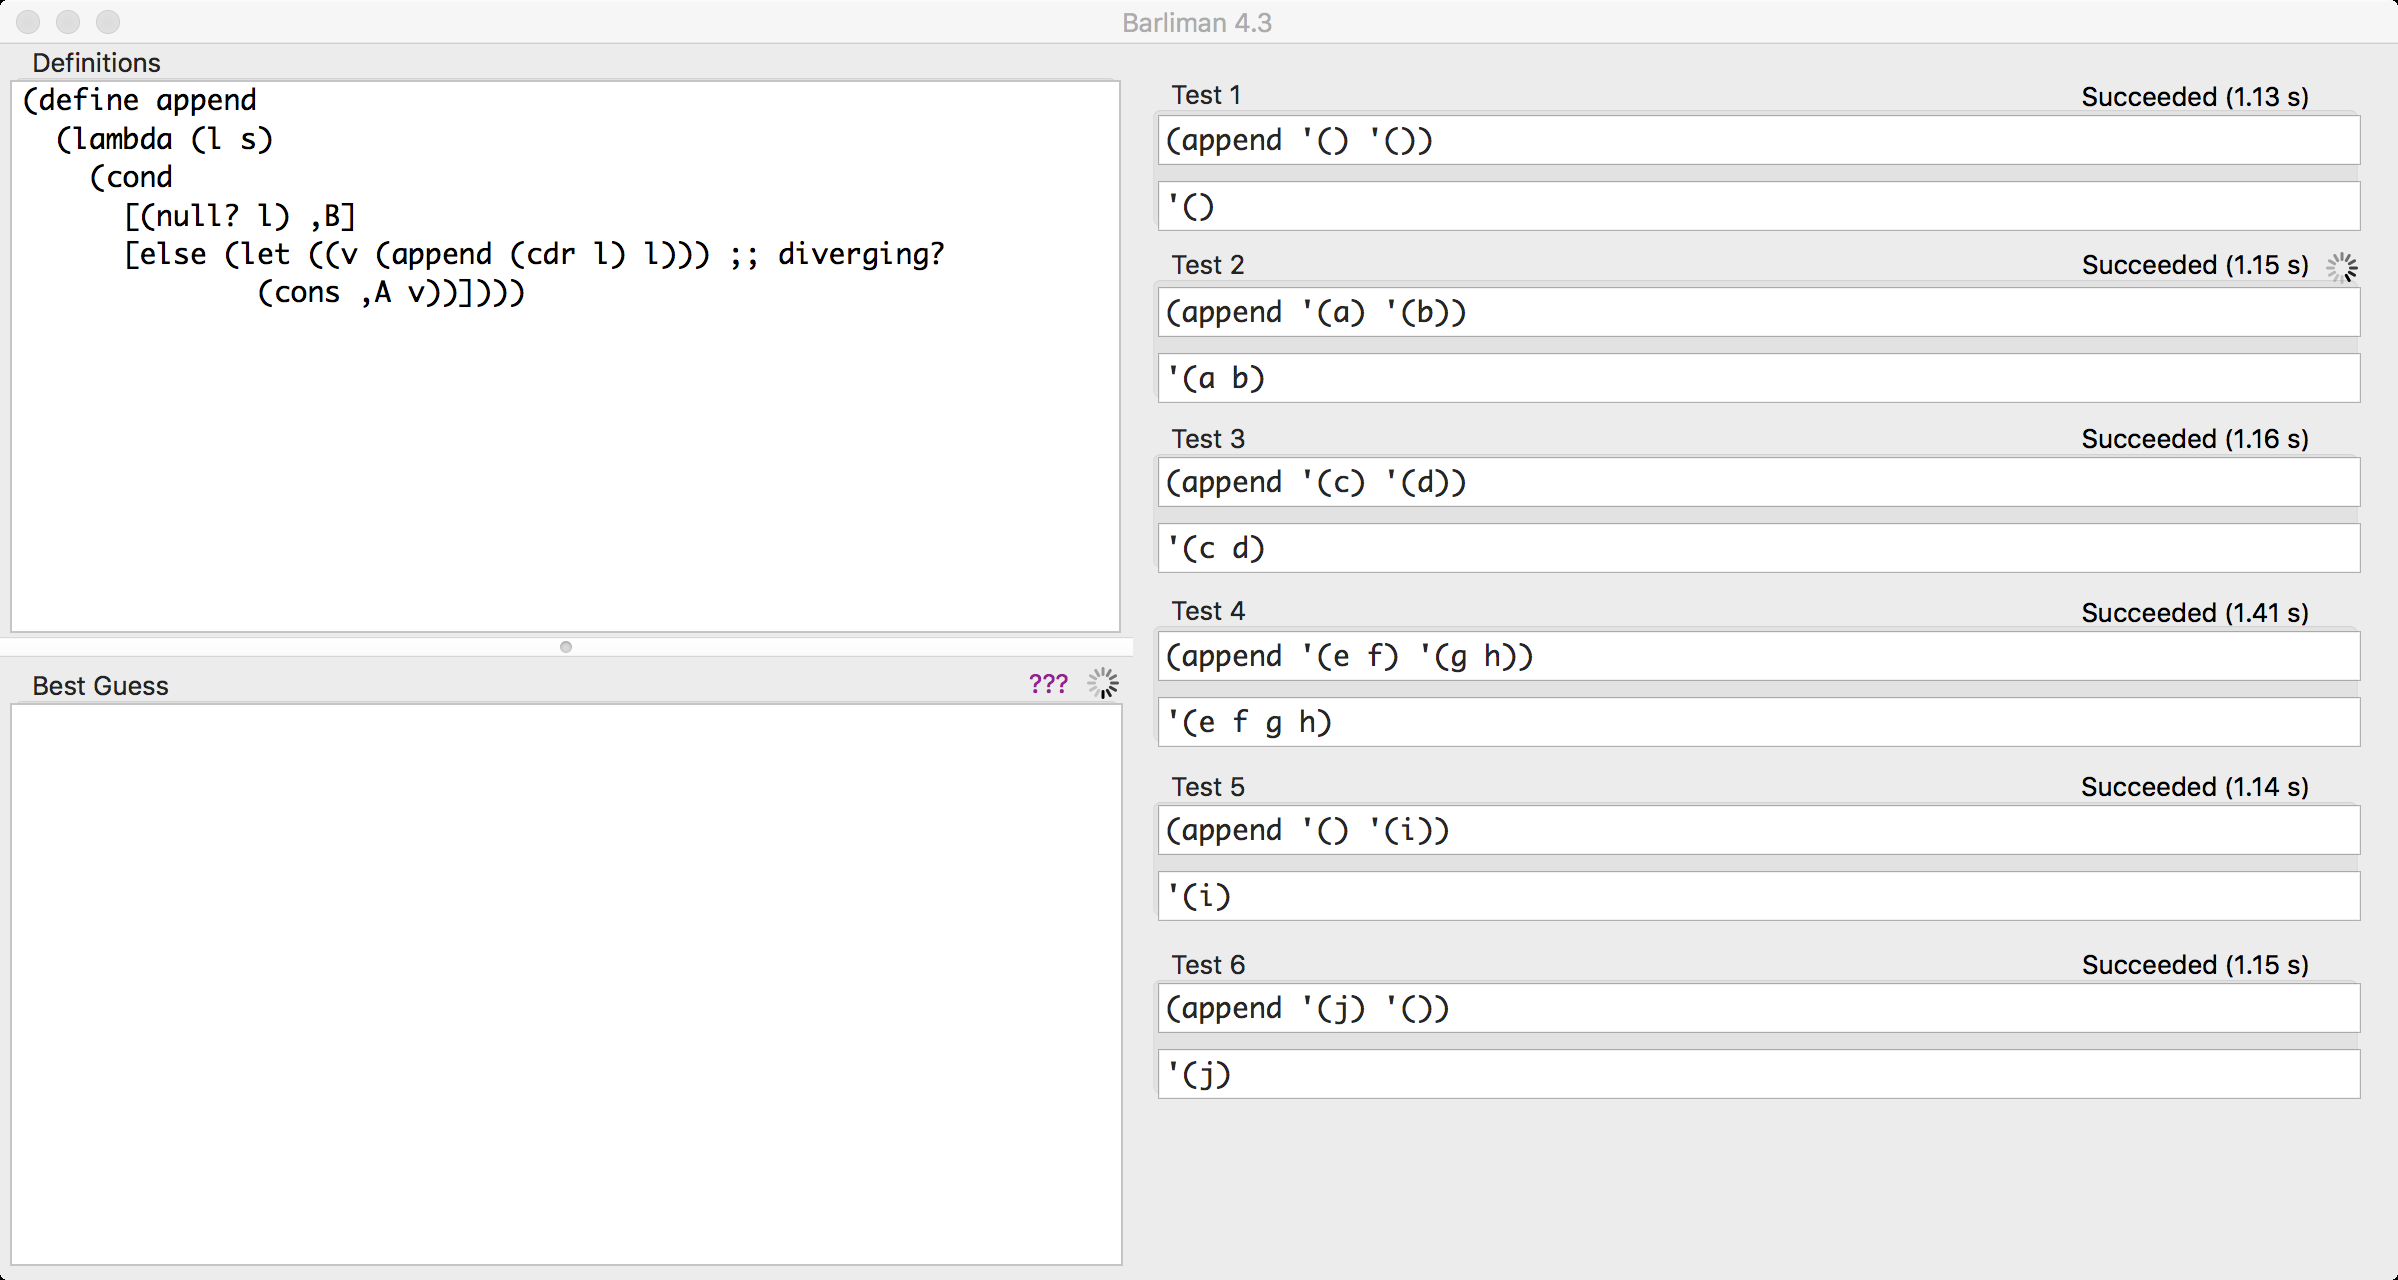 Barliman 4.3
Definitions
(define append
  (lambda (l s)
    (cond
      [(null? l) ,B]
      [else (let ((v (append (cdr l) l))) ;; diverging?
              (cons ,A v))])))
Best Guess
???
Test 1
Succeeded (1.13 s)
(append '() '())
'()
Test 2
Succeeded (1.15 s)
(append '(a) '(b))
'(a b)
Test 3
Succeeded (1.16 s)
(append '(c) '(d))
'(c d)
Test 4
Succeeded (1.41 s)
(append '(e f) '(g h))
'(e f g h)
Test 5
Succeeded (1.14 s)
(append '() '(i))
'(i)
Test 6
Succeeded (1.15 s)
(append '(j) '())
'(j)